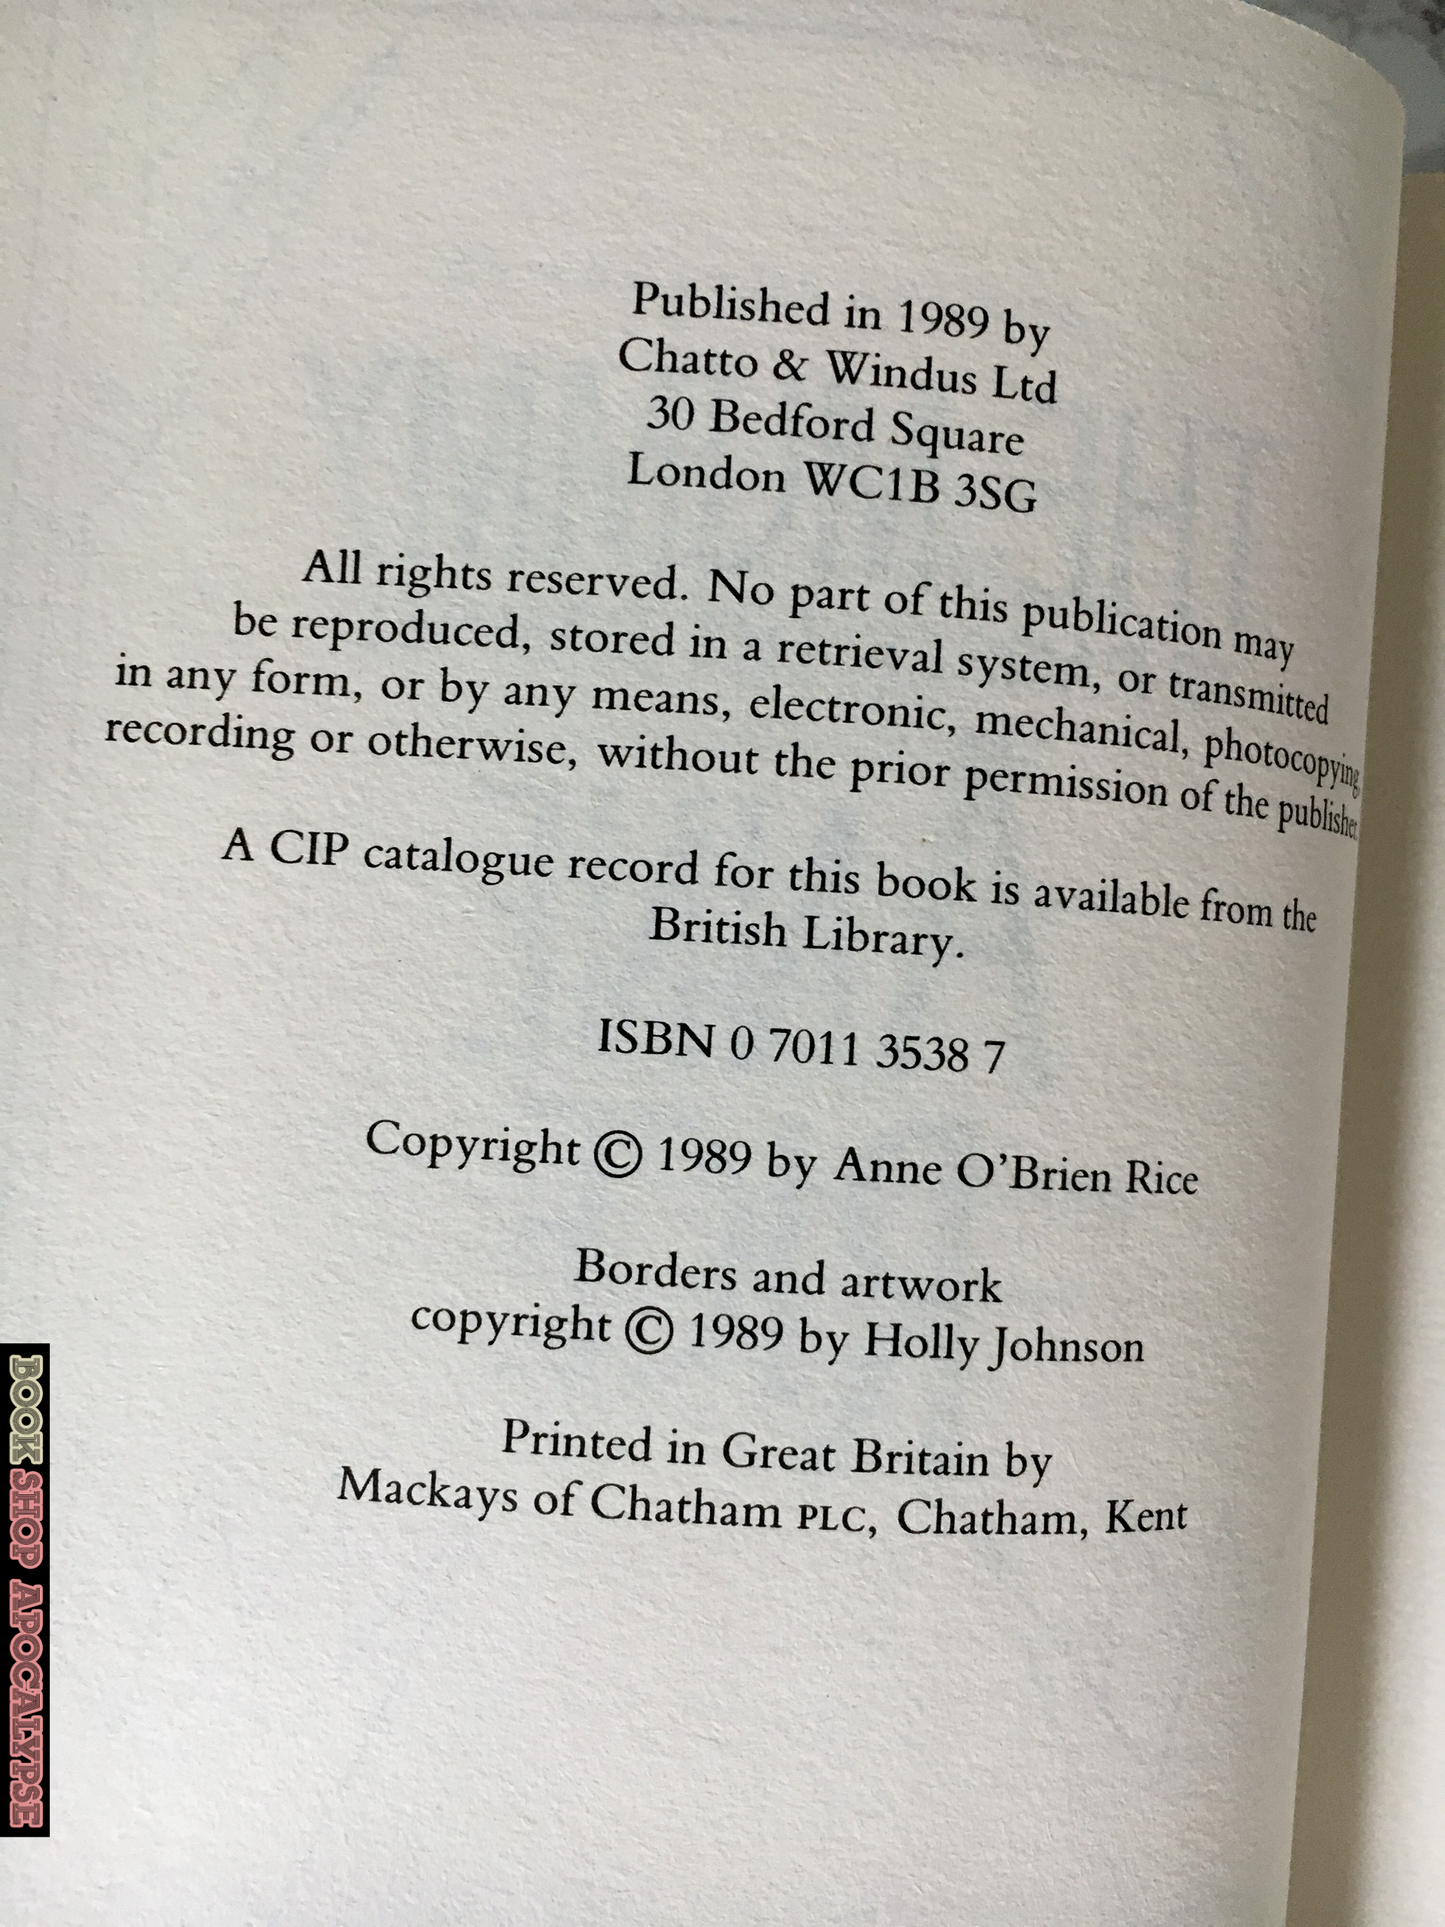 Published in 1989 by
Chatto & Windus Ltd
30 Bedford Square
London WC1B 3SG
All rights reserved. No part of this publication may
be reproduced, stored in a retrieval system, or transmitted
in any form, or by any means, electronic, mechanical, photocopying,
recording or otherwise, without the prior permission of the publisher.
A CIP catalogue record for this book is available from the
British Library.
ISBN 0 7011 3538 7
Copyright © 1989 by Anne O'Brien Rice
Borders and artwork
copyright © 1989 by Holly Johnson
Printed in Great Britain by
Mackays of Chatham PLC, Chatham, Kent
BOOK SHOP APOCALYPSE